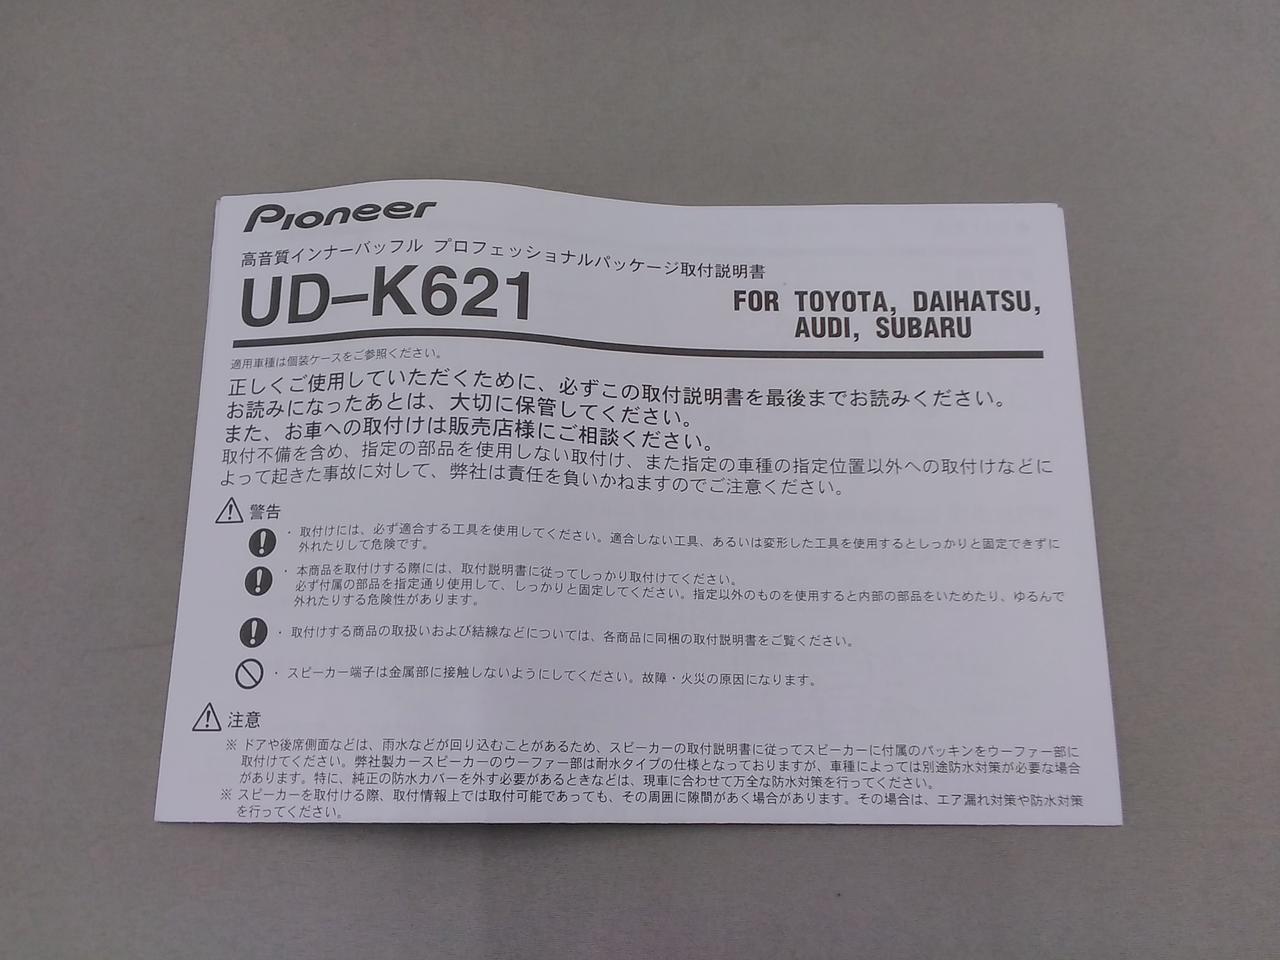 Pioneer
高音質インナーバッフル プロフェッショナルパッケージ取付説明書
UD-K621
FOR TOYOTA, DAIHATSU,
AUDI, SUBARU
適用車種は個装ケースをご参照ください。
正しくご使用していただくために、必ずこの取付説明書を最後までお読みください。
お読みになったあとは、大切に保管してください。
また、お車への取付けは販売店様にご相談ください。
取付不備を含め、指定の部品を使用しない取付け、また指定の車種の指定位置以外への取付けなどに
よって起きた事故に対して、弊社は責任を負いかねますのでご注意ください。
警告
・取付けには、必ず適合する工具を使用してください。適合しない工具、あるいは変形した工具を使用するとしっかりと固定できずに
外れたりして危険です。
・本商品を取付けする際には、取付説明書に従ってしっかり取付けてください。
必ず付属の部品を指定通り使用して、しっかりと固定してください。指定以外のものを使用すると内部の部品をいためたり、ゆるんで
外れたりする危険性があります。
・取付けする商品の取扱いおよび結線などについては、各商品に同梱の取付説明書をご覧ください。
・スピーカー端子は金属部に接触しないようにしてください。故障・火災の原因になります。
注意
※ ドアや後席側面などは、雨水などが回り込むことがあるため、スピーカーの取付説明書に従ってスピーカーに付属のパッキンをウーファー部に
取付けてください。弊社製カースピーカーのウーファー部は耐水タイプの仕様となっておりますが、車種によっては別途防水対策が必要な場合
があります。特に、純正の防水カバーを外す必要があるときなどは、現車に合わせて万全な防水対策を行ってください。
※ スピーカーを取付ける際、取付情報上では取付可能であっても、その周囲に隙間があく場合があります。その場合は、エア漏れ対策や防水対策
を行ってください。